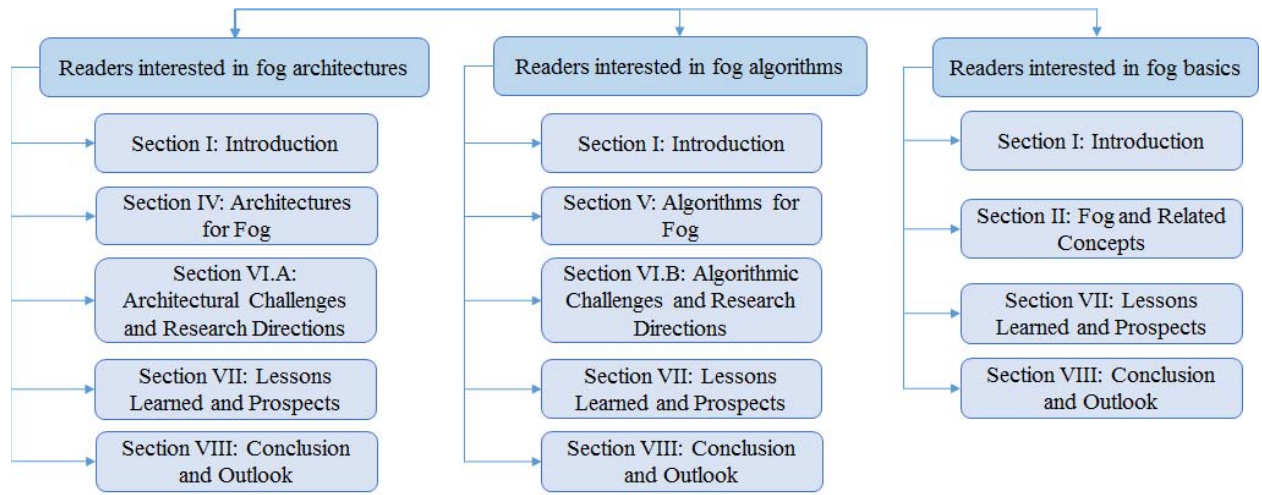 Readers interested in fog architectures
Section I: Introduction
Section IV: Architectures
for Fog
Section VI.A:
Architectural Challenges
and Research Directions
Section VII: Lessons
Learned and Prospects
Section VIII: Conclusion
and Outlook
Readers interested in fog algorithms
Section I: Introduction
Section V: Algorithms for
Fog
Section VI.B: Algorithmic
Challenges and Research
Directions
Section VII: Lessons
Learned and Prospects
Section VIII: Conclusion
and Outlook
Readers interested in fog basics
Section I: Introduction
Section II: Fog and Related
Concepts
Section VII: Lessons
Learned and Prospects
Section VIII: Conclusion
and Outlook